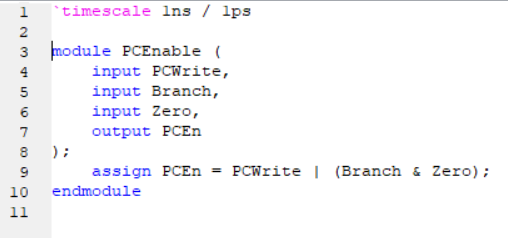 1 `timescale 1ns / 1ps
2
3 module PCEnable (
4 input PCWrite,
5 input Branch,
6 input Zero,
7 output PCEn
8 );
9 assign PCEn = PCWrite | (Branch & Zero);
10 endmodule
11